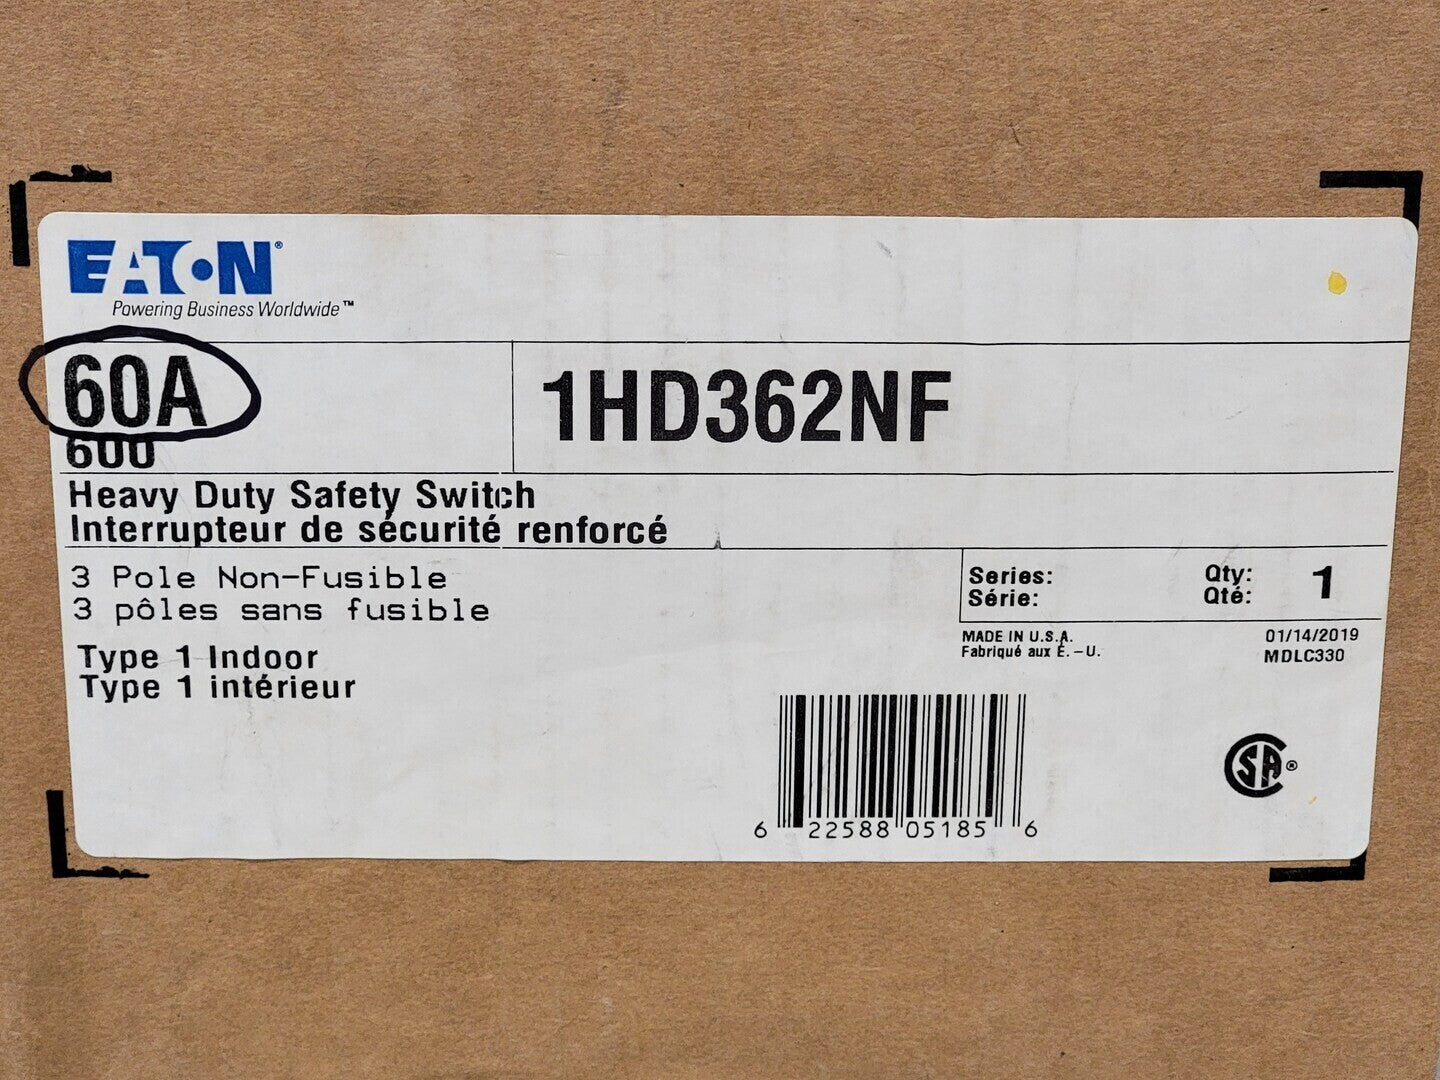 EATON®
Powering Business Worldwide™
60A
600
1HD362NF
Heavy Duty Safety Switch
Interrupteur de sécurité renforcé
3 Pole Non-Fusible
3 pôles sans fusible
Type 1 Indoor
Type 1 intérieur
Series:
Série:
Qty:
Qté:
1
MADE IN U.S.A.
Fabriqué aux É.-U.
01/14/2019
MDLC330
6 22588 05185 6
SA®